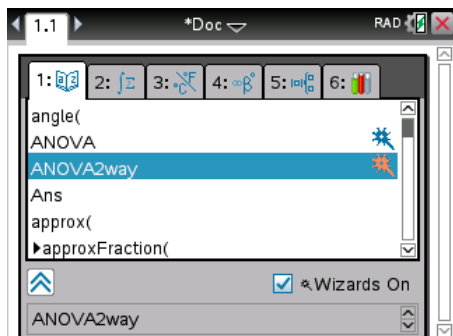 1.1 *Doc RAD
1: 2: ∫Σ 3: °C°F 4: ∞β° 5: 6:
angle(
ANOVA
ANOVA2way
Ans
approx(
▶approxFraction(
Wizards On
ANOVA2way